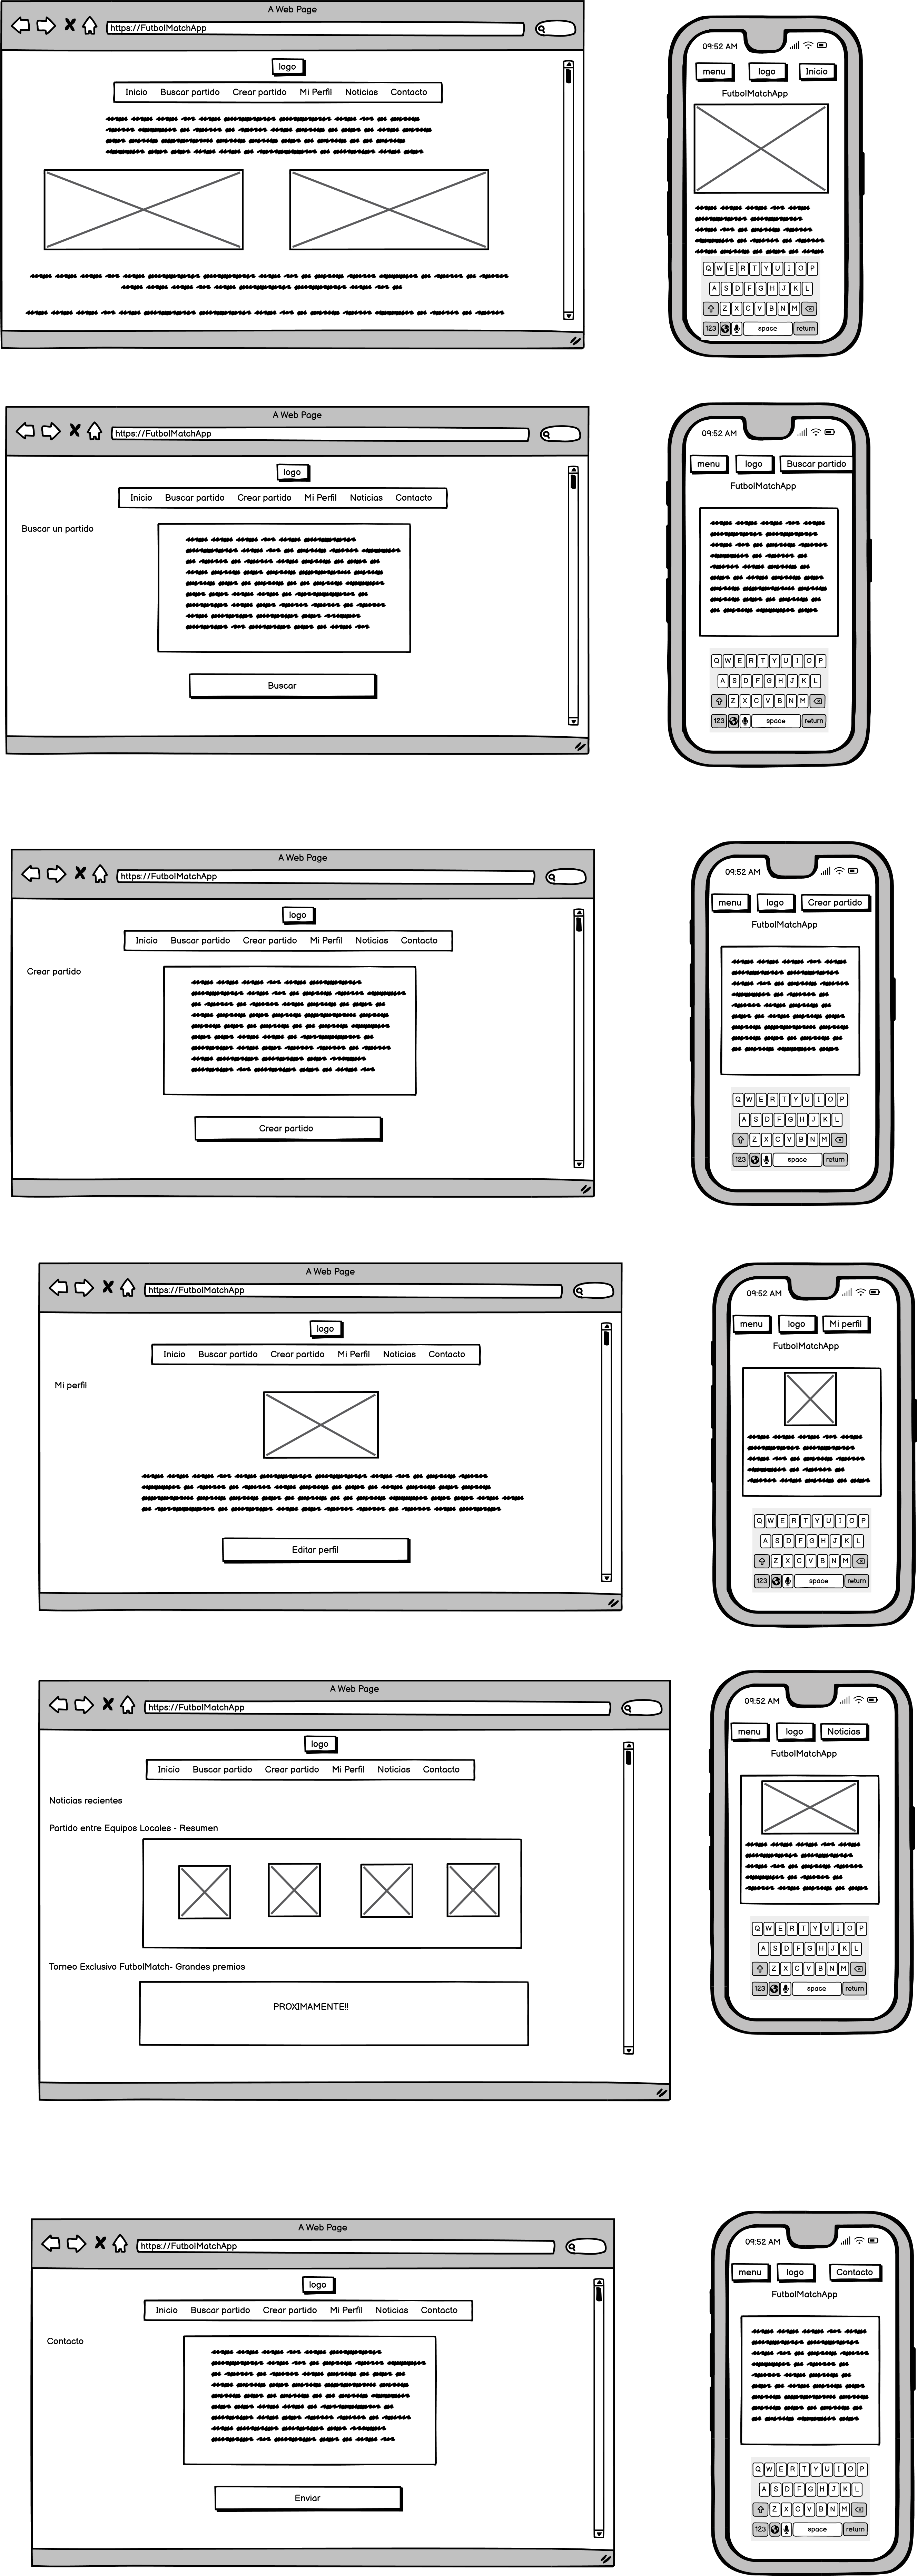 A Web Page
https://FutbolMatchApp
logo
Inicio Buscar partido Crear partido Mi Perfil Noticias Contacto
09:52 AM
menu logo Inicio
FutbolMatchApp
Q W E R T Y U I O P
A S D F G H J K L
Z X C V B N M
123 space return
A Web Page
https://FutbolMatchApp
logo
Inicio Buscar partido Crear partido Mi Perfil Noticias Contacto
Buscar un partido
Buscar
09:52 AM
menu logo Buscar partido
FutbolMatchApp
Q W E R T Y U I O P
A S D F G H J K L
Z X C V B N M
123 space return
A Web Page
https://FutbolMatchApp
logo
Inicio Buscar partido Crear partido Mi Perfil Noticias Contacto
Crear partido
Crear partido
09:52 AM
menu logo Crear partido
FutbolMatchApp
Q W E R T Y U I O P
A S D F G H J K L
Z X C V B N M
123 space return
A Web Page
https://FutbolMatchApp
logo
Inicio Buscar partido Crear partido Mi Perfil Noticias Contacto
Mi perfil
Editar perfil
09:52 AM
menu logo Mi perfil
FutbolMatchApp
Q W E R T Y U I O P
A S D F G H J K L
Z X C V B N M
123 space return
A Web Page
https://FutbolMatchApp
logo
Inicio Buscar partido Crear partido Mi Perfil Noticias Contacto
Noticias recientes
Partido entre Equipos Locales - Resumen
Torneo Exclusivo FutbolMatch- Grandes premios
PROXIMAMENTE!!
09:52 AM
menu logo Noticias
FutbolMatchApp
Q W E R T Y U I O P
A S D F G H J K L
Z X C V B N M
123 space return
A Web Page
https://FutbolMatchApp
logo
Inicio Buscar partido Crear partido Mi Perfil Noticias Contacto
Contacto
Enviar
09:52 AM
menu logo Contacto
FutbolMatchApp
Q W E R T Y U I O P
A S D F G H J K L
Z X C V B N M
123 space return